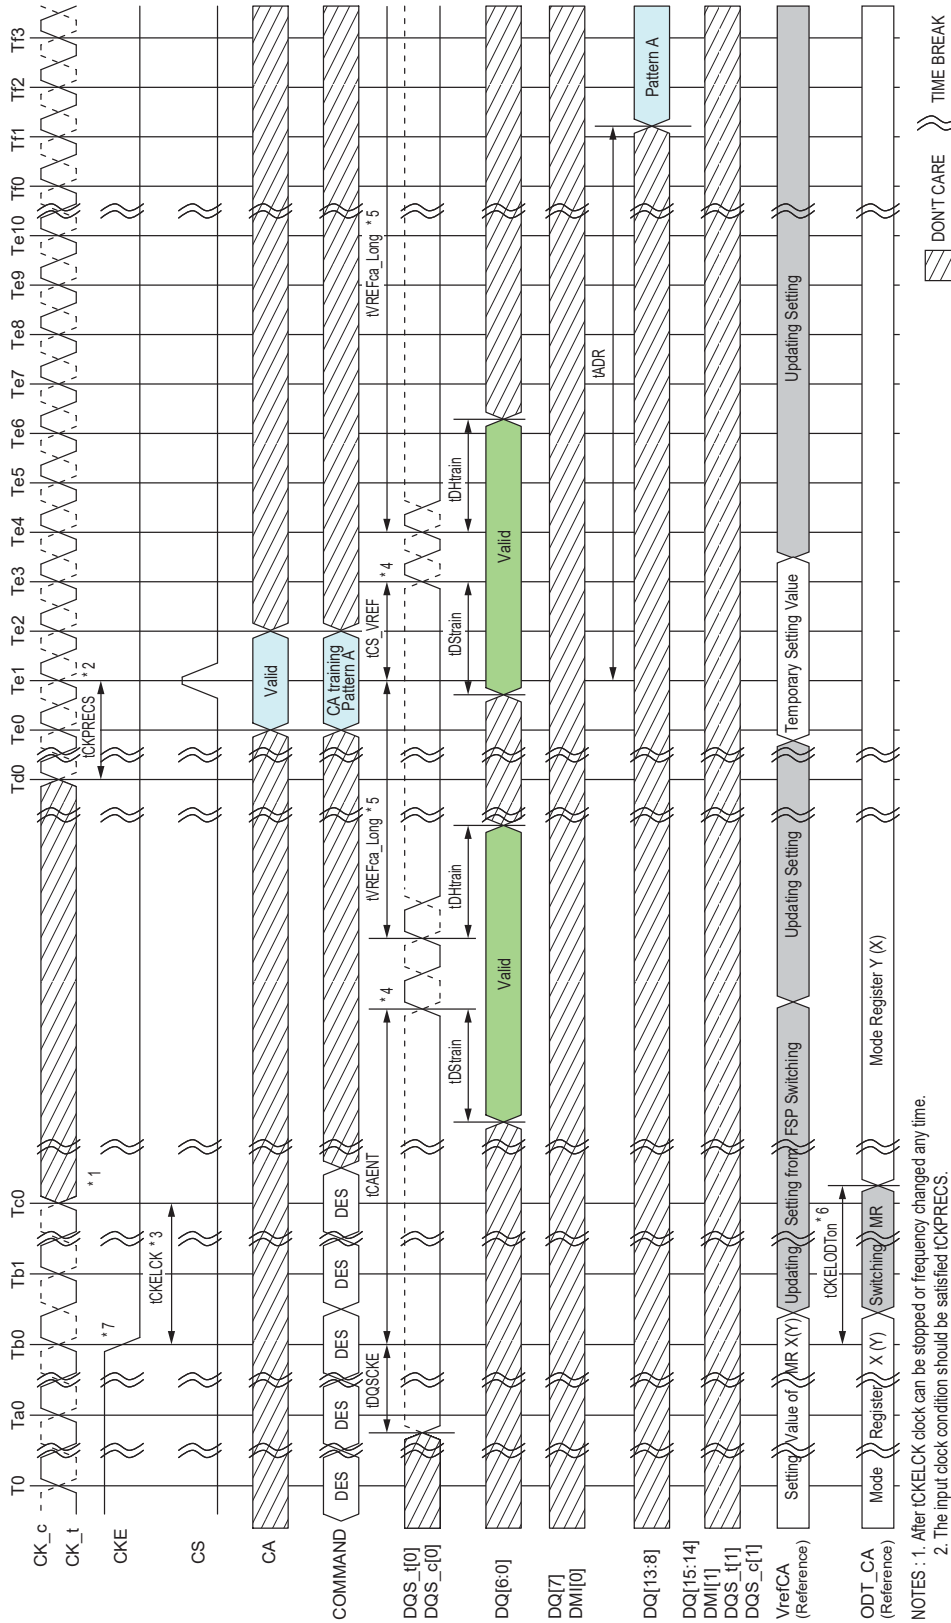 T0 Ta0 Tb0 Tb1 Tc0 Td0 Te0 Te1 Te2 Te3 Te4 Te5 Te6 Te7 Te8 Te9 Te10 Tf0 Tf1 Tf2 Tf3
CK_c
CK_t
* 1
tCKPRECS
* 2
CKE
* 7
tCKELCK * 3
CS
CA
Valid
COMMAND
DES DES DES DES DES
CA training
Pattern A
tDQSCKE
tCAENT
* 4
tVREFca_Long * 5
tCS_VREF
* 4
tVREFca_Long * 5
DQS_t[0]
DQS_c[0]
tDStrain
tDHtrain
tDStrain
tDHtrain
DQ[6:0]
Valid
Valid
DQ[7]
DMI[0]
tADR
DQ[13:8]
Pattern A
DQ[15:14]
DMI[1]
DQS_t[1]
DQS_c[1]
VrefCA
(Reference)
Setting Value of MR X(Y)
Updating Setting from FSP Switching
Updating Setting
Temporary Setting Value
Updating Setting
tCKELODTon * 6
ODT_CA
(Reference)
Mode Register X (Y)
Switching MR
Mode Register Y (X)
NOTES : 1. After tCKELCK clock can be stopped or frequency changed any time.
2. The input clock condition should be satisfied tCKPRECS.
DON'T CARE
TIME BREAK